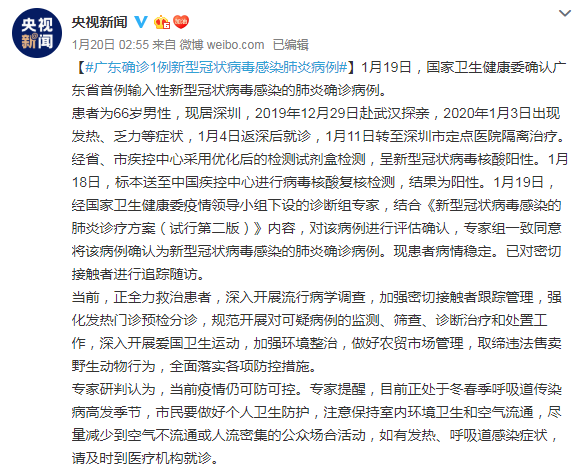 央视新闻
央视
新闻
1月20日 02:55 来自 微博 weibo.com 已编辑
【#广东确诊1例新型冠状病毒感染肺炎病例#】1月19日，国家卫生健康委确认广
东省首例输入性新型冠状病毒感染的肺炎确诊病例。
患者为66岁男性，现居深圳，2019年12月29日赴武汉探亲，2020年1月3日出现
发热、乏力等症状，1月4日返深后就诊，1月11日转至深圳市定点医院隔离治疗。
经省、市疾控中心采用优化后的检测试剂盒检测，呈新型冠状病毒核酸阳性。1月
18日，标本送至中国疾控中心进行病毒核酸复核检测，结果为阳性。1月19日，
经国家卫生健康委疫情领导小组下设的诊断组专家，结合《新型冠状病毒感染的
肺炎诊疗方案（试行第二版）》内容，对该病例进行评估确认，专家组一致同意
将该病例确认为新型冠状病毒感染的肺炎确诊病例。现患者病情稳定。已对密切
接触者进行追踪随访。
当前，正全力救治患者，深入开展流行病学调查，加强密切接触者跟踪管理，强
化发热门诊预检分诊，规范开展对可疑病例的监测、筛查、诊断治疗和处置工
作，深入开展爱国卫生运动，加强环境整治，做好农贸市场管理，取缔违法售卖
野生动物行为，全面落实各项防控措施。
专家研判认为，当前疫情仍可防可控。专家提醒，目前正处于冬春季呼吸道传染
病高发季节，市民要做好个人卫生防护，注意保持室内环境卫生和空气流通，尽
量减少到空气不流通或人流密集的公众场合活动，如有发热、呼吸道感染症状，
请及时到医疗机构就诊。